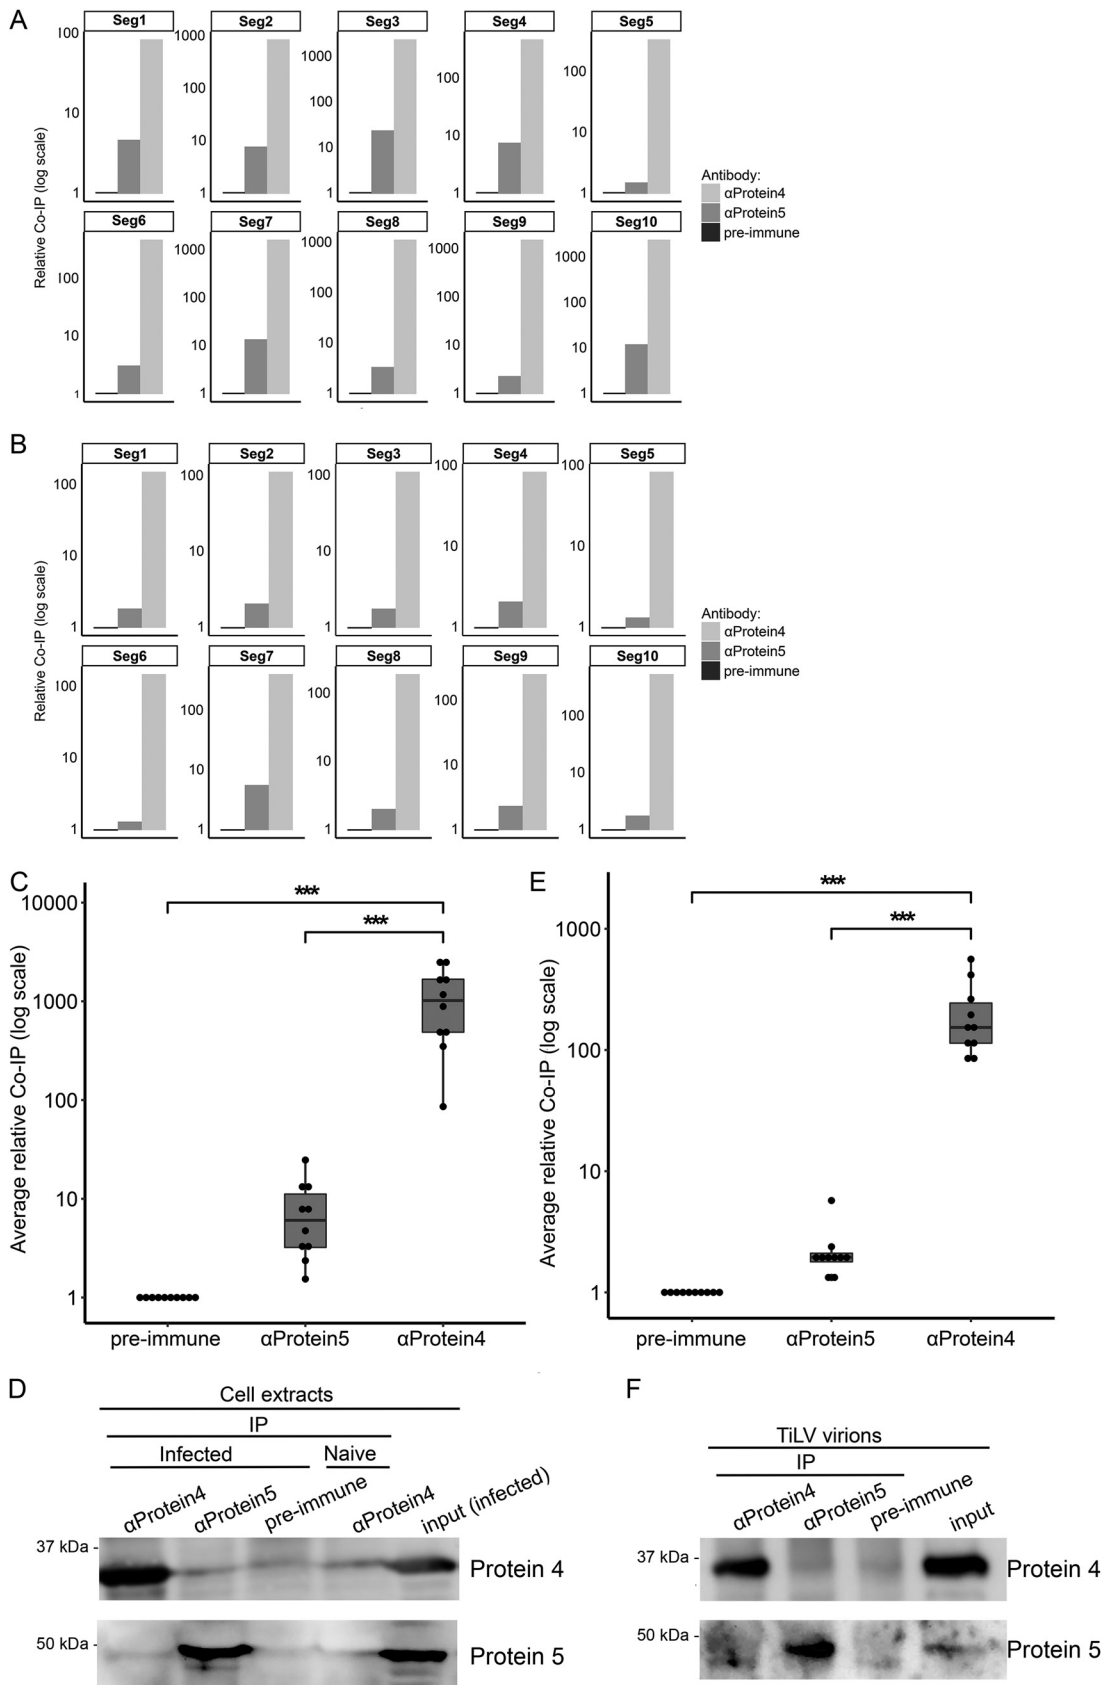 A
Seg1 Seg2 Seg3 Seg4 Seg5
100 1000 1000 100 100
10 100 100 10 10
1 10 10 1 1
1 1
Seg6 Seg7 Seg8 Seg9 Seg10
100 1000 1000 1000 1000
10 100 100 100 100
1 10 10 10 10
1 1 1 1
Relative Co-IP (log scale)
Antibody:
αProtein4
αProtein5
pre-immune
B
Seg1 Seg2 Seg3 Seg4 Seg5
100 100 100 100 100
10 10 10 10 10
1 1 1 1 1
Seg6 Seg7 Seg8 Seg9 Seg10
100 100 100 100 100
10 10 10 10 10
1 1 1 1 1
Relative Co-IP (log scale)
Antibody:
αProtein4
αProtein5
pre-immune
C
***
***
10000
1000
100
10
1
Average relative Co-IP (log scale)
pre-immune αProtein5 αProtein4
E
***
***
1000
100
10
1
Average relative Co-IP (log scale)
pre-immune αProtein5 αProtein4
D
Cell extracts
IP
Infected Naive
αProtein4 αProtein5 pre-immune αProtein4 input (infected)
37 kDa - Protein 4
50 kDa - Protein 5
F
TiLV virions
IP
αProtein4 αProtein5 pre-immune input
37 kDa - Protein 4
50 kDa - Protein 5